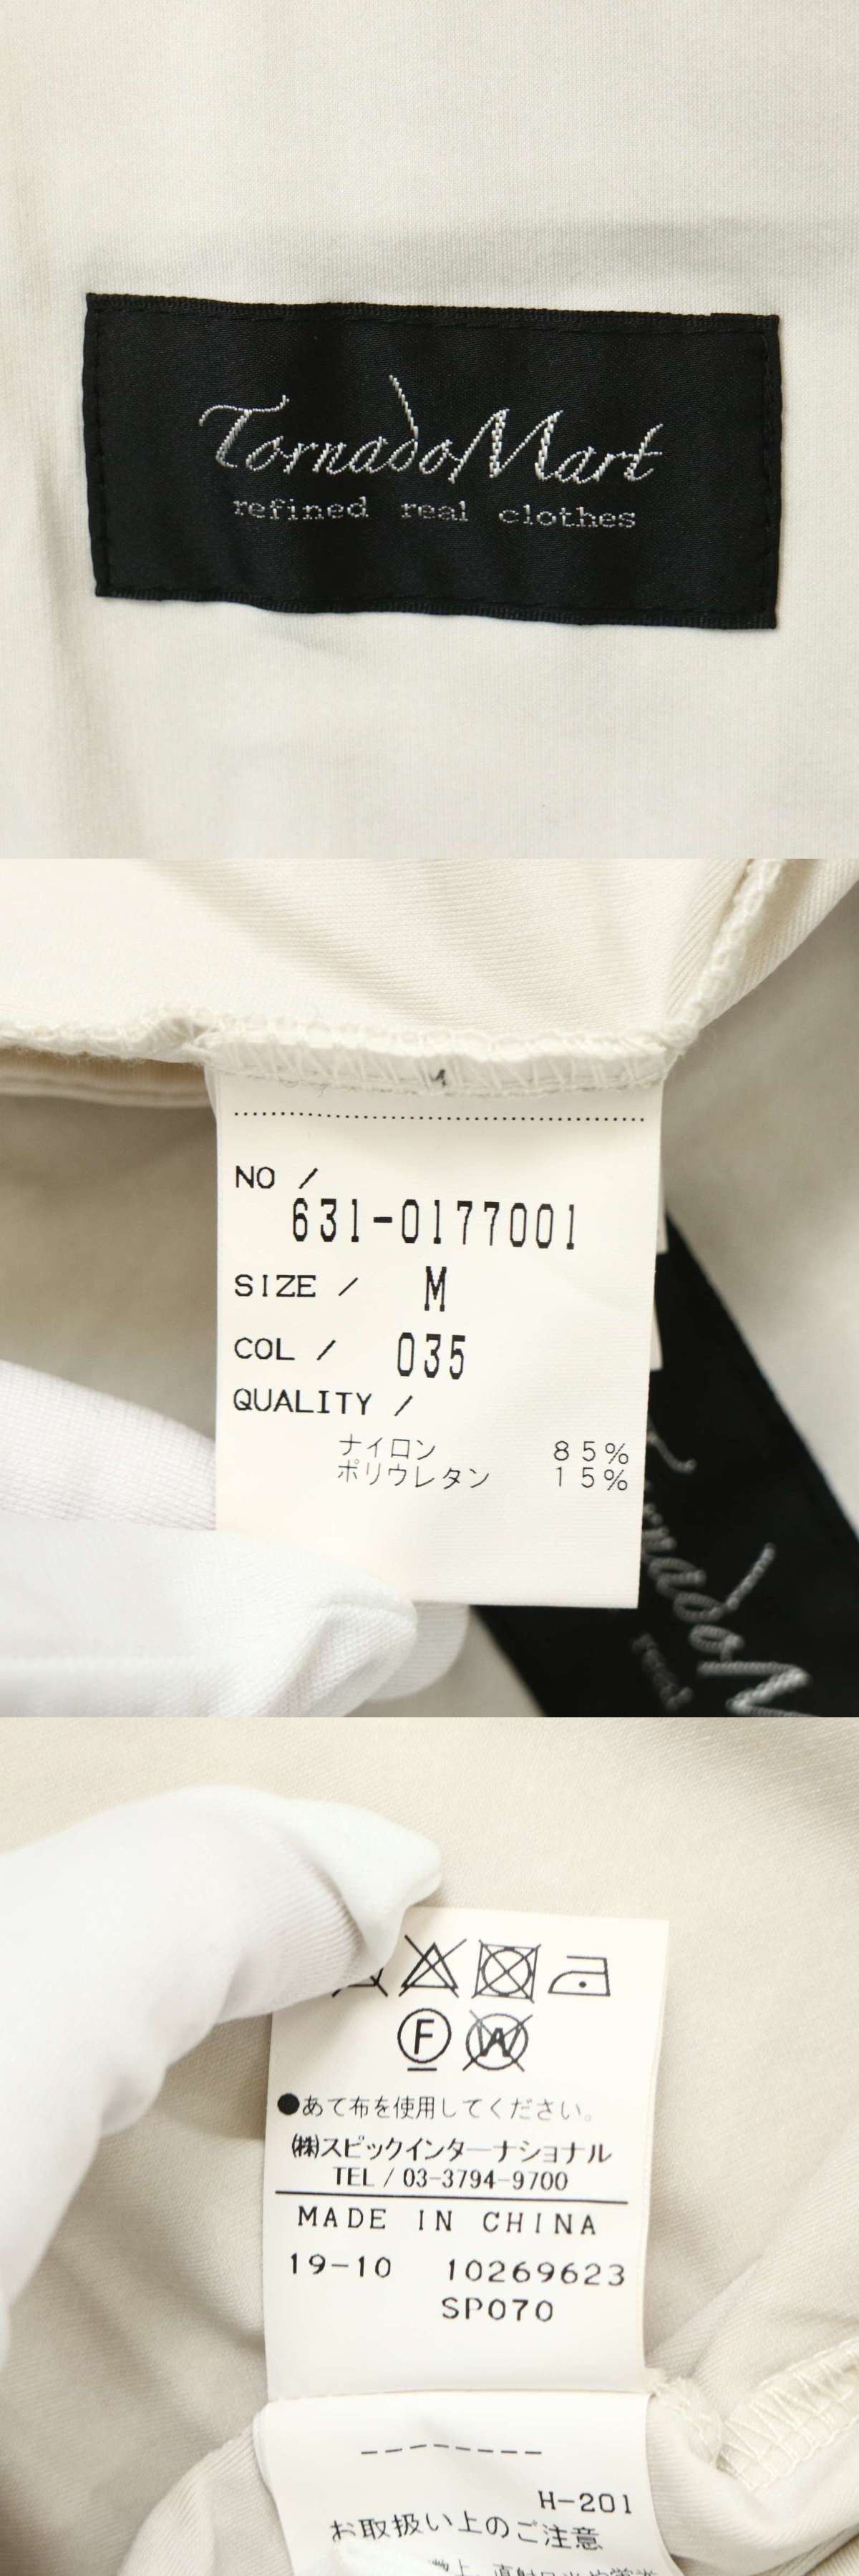 TornadoMart
refined real clothes
NO /
631-0177001
SIZE / M
COL / 035
QUALITY /
ナイロン 85%
ポリウレタン 15%
F W
●あて布を使用してください。
㈱スピックインターナショナル
TEL / 03-3794-9700
MADE IN CHINA
19-10 10269623
SP070
H-201
お取扱い上のご注意